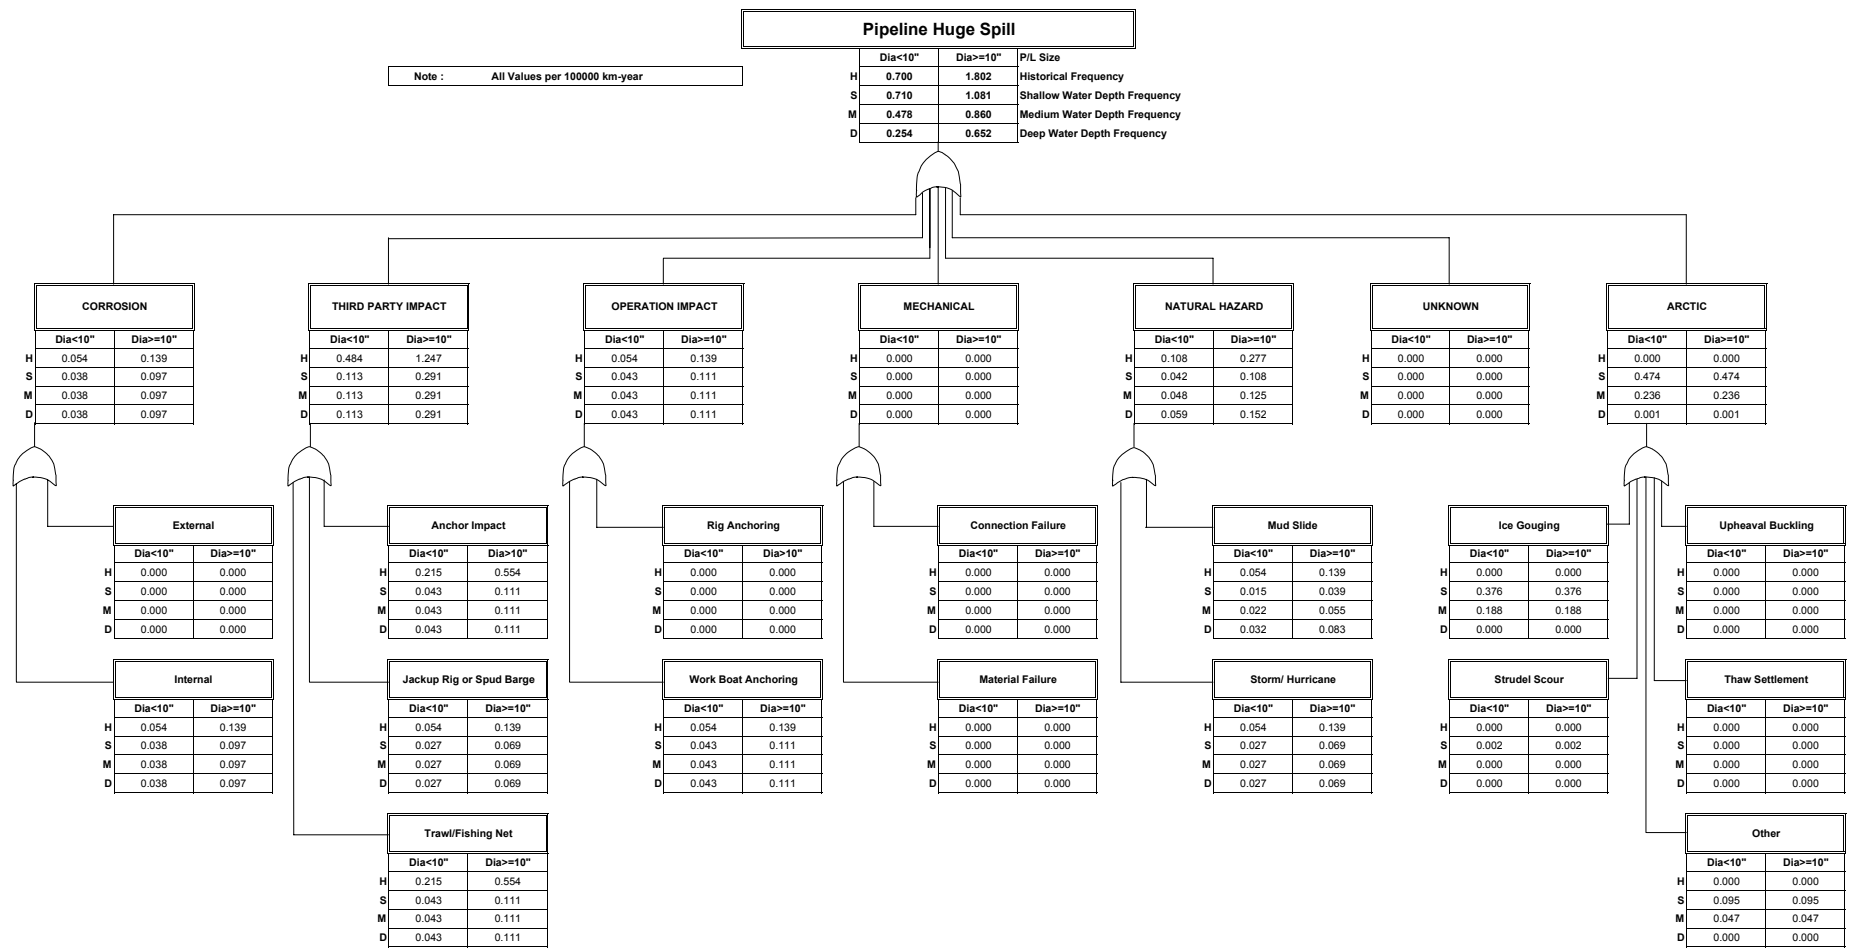 Pipeline Huge Spill
Dia<10" Dia>=10" P/L Size
Note : All Values per 100000 km-year
H 0.700 1.802 Historical Frequency
S 0.710 1.081 Shallow Water Depth Frequency
M 0.478 0.860 Medium Water Depth Frequency
D 0.254 0.652 Deep Water Depth Frequency
CORROSION
Dia<10" Dia>=10"
H 0.054 0.139
S 0.038 0.097
M 0.038 0.097
D 0.038 0.097
THIRD PARTY IMPACT
Dia<10" Dia>=10"
H 0.484 1.247
S 0.113 0.291
M 0.113 0.291
D 0.113 0.291
OPERATION IMPACT
Dia<10" Dia>=10"
H 0.054 0.139
S 0.043 0.111
M 0.043 0.111
D 0.043 0.111
MECHANICAL
Dia<10" Dia>=10"
H 0.000 0.000
S 0.000 0.000
M 0.000 0.000
D 0.000 0.000
NATURAL HAZARD
Dia<10" Dia>=10"
H 0.108 0.277
S 0.042 0.108
M 0.048 0.125
D 0.059 0.152
UNKNOWN
Dia<10" Dia>=10"
H 0.000 0.000
S 0.000 0.000
M 0.000 0.000
D 0.000 0.000
ARCTIC
Dia<10" Dia>=10"
H 0.000 0.000
S 0.474 0.474
M 0.236 0.236
D 0.001 0.001
External
Dia<10" Dia>=10"
H 0.000 0.000
S 0.000 0.000
M 0.000 0.000
D 0.000 0.000
Anchor Impact
Dia<10" Dia>10"
H 0.215 0.554
S 0.043 0.111
M 0.043 0.111
D 0.043 0.111
Rig Anchoring
Dia<10" Dia>10"
H 0.000 0.000
S 0.000 0.000
M 0.000 0.000
D 0.000 0.000
Connection Failure
Dia<10" Dia>=10"
H 0.000 0.000
S 0.000 0.000
M 0.000 0.000
D 0.000 0.000
Mud Slide
Dia<10" Dia>=10"
H 0.054 0.139
S 0.015 0.039
M 0.022 0.055
D 0.032 0.083
Ice Gouging
Dia<10" Dia>=10"
H 0.000 0.000
S 0.376 0.376
M 0.188 0.188
D 0.000 0.000
Upheaval Buckling
Dia<10" Dia>=10"
H 0.000 0.000
S 0.000 0.000
M 0.000 0.000
D 0.000 0.000
Internal
Dia<10" Dia>=10"
H 0.054 0.139
S 0.038 0.097
M 0.038 0.097
D 0.038 0.097
Jackup Rig or Spud Barge
Dia<10" Dia>=10"
H 0.054 0.139
S 0.027 0.069
M 0.027 0.069
D 0.027 0.069
Work Boat Anchoring
Dia<10" Dia>=10"
H 0.054 0.139
S 0.043 0.111
M 0.043 0.111
D 0.043 0.111
Material Failure
Dia<10" Dia>=10"
H 0.000 0.000
S 0.000 0.000
M 0.000 0.000
D 0.000 0.000
Storm/ Hurricane
Dia<10" Dia>=10"
H 0.054 0.139
S 0.027 0.069
M 0.027 0.069
D 0.027 0.069
Strudel Scour
Dia<10" Dia>=10"
H 0.000 0.000
S 0.002 0.002
M 0.000 0.000
D 0.000 0.000
Thaw Settlement
Dia<10" Dia>=10"
H 0.000 0.000
S 0.000 0.000
M 0.000 0.000
D 0.000 0.000
Trawl/Fishing Net
Dia<10" Dia>=10"
H 0.215 0.554
S 0.043 0.111
M 0.043 0.111
D 0.043 0.111
Other
Dia<10" Dia>=10"
H 0.000 0.000
S 0.095 0.095
M 0.047 0.047
D 0.000 0.000